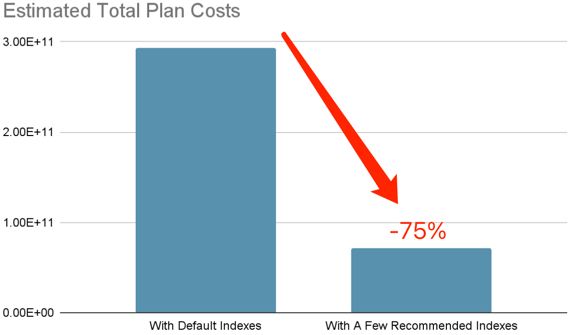 Estimated Total Plan Costs
3.00E+11
2.00E+11
1.00E+11
0.00E+00
-75%
With Default Indexes
With A Few Recommended Indexes